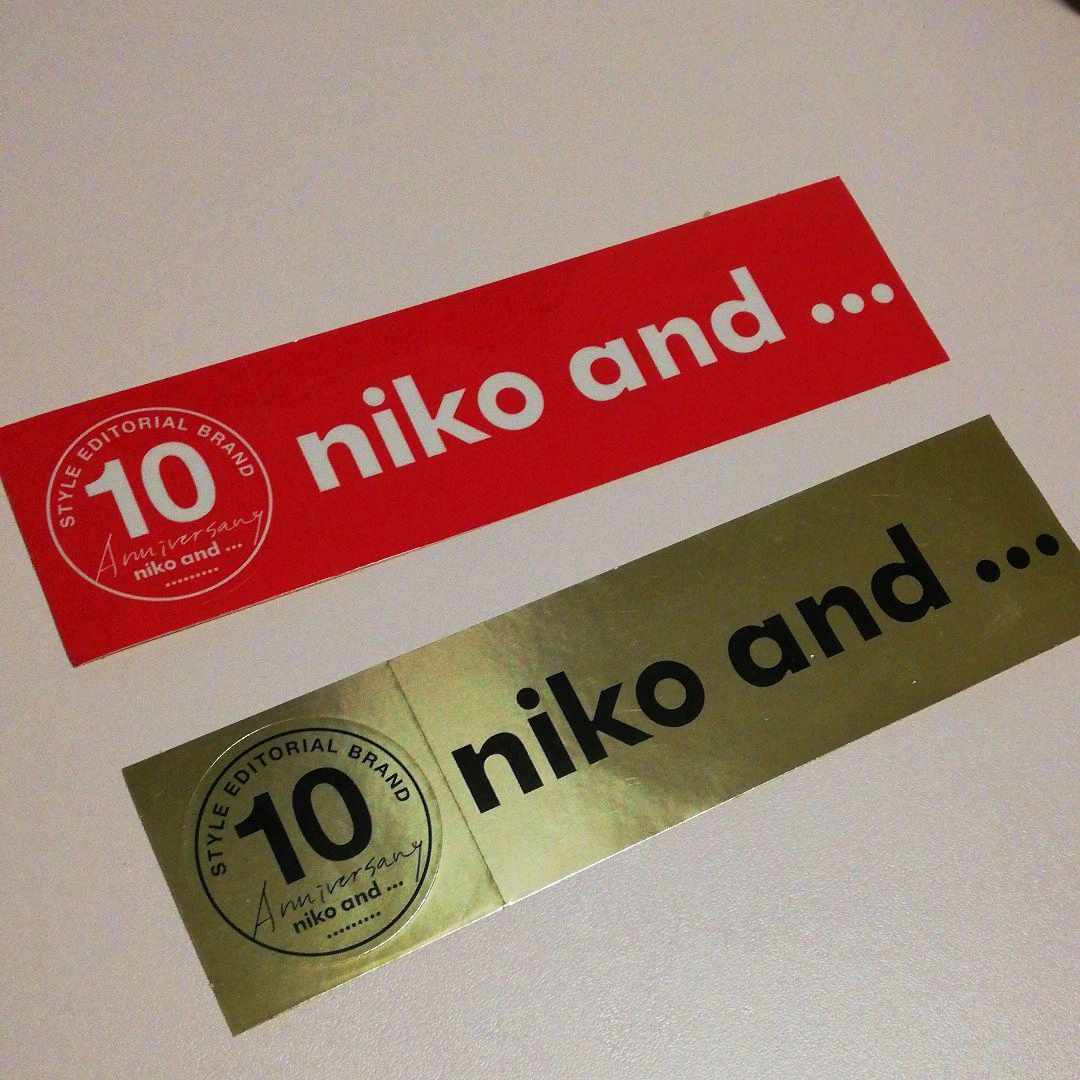 STYLE EDITORIAL BRAND
10
Anniversary
niko and ...
.........
niko and ...
STYLE EDITORIAL BRAND
10
Anniversary
niko and ...
.........
niko and ...